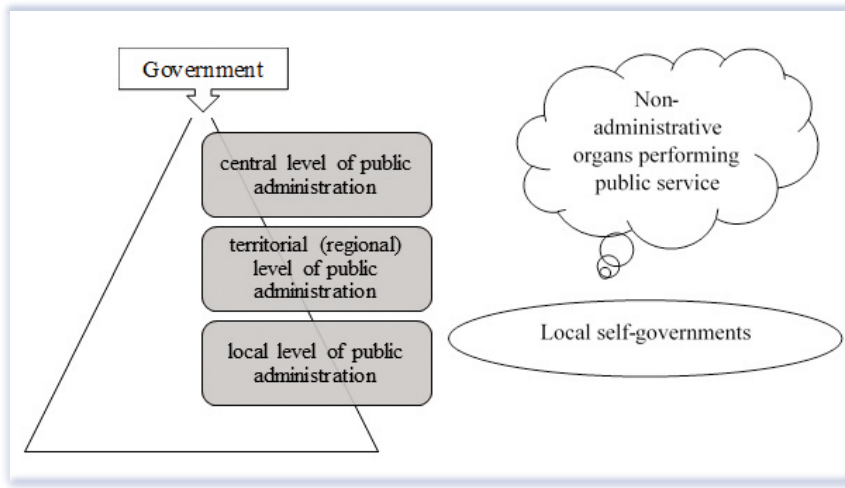 Government
central level of public
administration
territorial (regional)
level of public
administration
local level of public
administration
Non-
administrative
organs performing
public service
Local self-governments